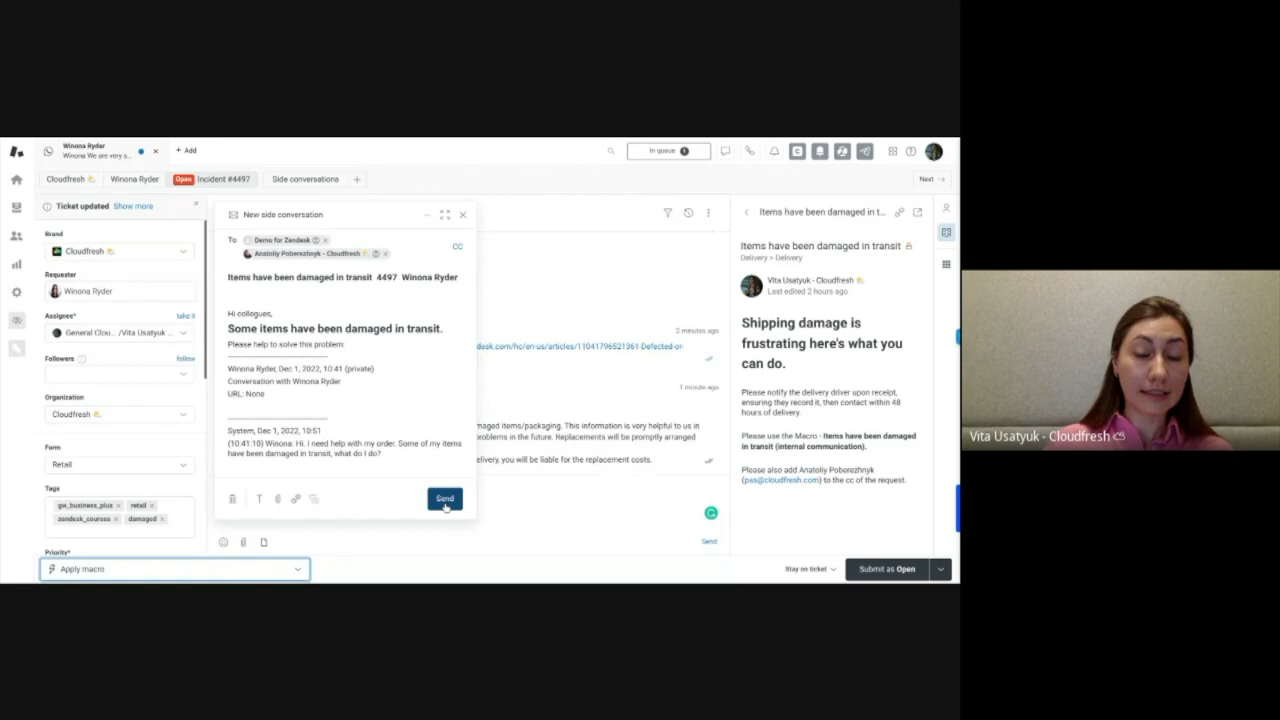 Winona Ryder
Winona We are very s...
+ Add
In queue 1
Cloudfresh
Winona Ryder
Open Incident #4497
Side conversations
Next
Ticket updated Show more
Brand
Cloudfresh
Requester
Winona Ryder
Assignee*
take it
General Clou... /Vita Usatyuk ...
Followers
follow
Organization
Cloudfresh
Form
Retail
Tags
gw_business_plus
retail
zendesk_courses
damaged
Priority*
Apply macro
New side conversation
To
Demo for Zendesk
Anatoliy Poberezhnyk - Cloudfresh
CC
Items have been damaged in transit 4497 Winona Ryder
Hi collegues,
Some items have been damaged in transit.
Please help to solve this problem:
Winona Ryder, Dec 1, 2022, 10:41 (private)
Conversation with Winona Ryder
URL: None
System, Dec 1, 2022, 10:51
(10:41:10) Winona: Hi. I need help with my order. Some of my items
have been damaged in transit, what do I do?
Send
2 minutes ago
desk.com/hc/en-us/articles/11041796521361-Defected-or-
1 minute ago
maged items/packaging. This information is very helpful to us in
problems in the future. Replacements will be promptly arranged
elivery, you will be liable for the replacement costs.
Send
Stay on ticket
Submit as Open
Items have been damaged in t...
Items have been damaged in transit
Delivery > Delivery
Vita Usatyuk - Cloudfresh
Last edited 2 hours ago
Shipping damage is
frustrating here's what you
can do.
Please notify the delivery driver upon receipt,
ensuring they record it, then contact within 48
hours of delivery.
Please use the Macro - Items have been damaged
in transit (internal communication).
Please also add Anatoliy Poberezhnyk
(pas@cloudfresh.com) to the cc of the request.
Vita Usatyuk - Cloudfresh